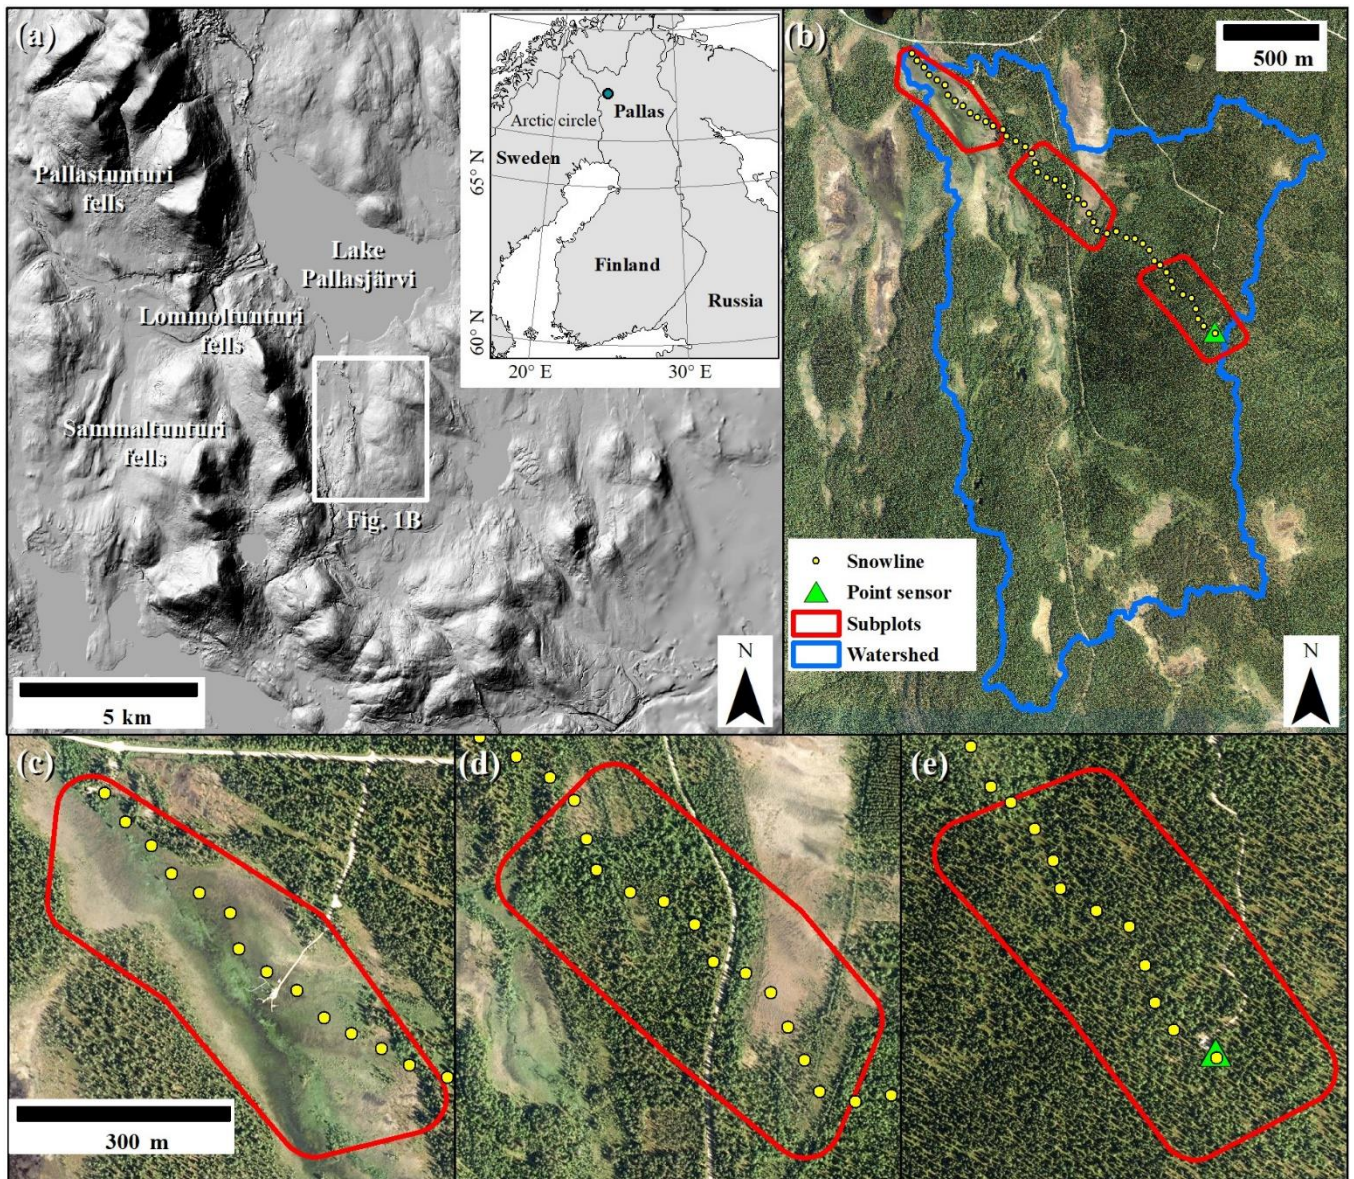 (a)
Pallastunturi
fells
Lake
Pallasjärvi
Lommoltunturi
fells
Sammaltunturi
fells
Fig. 1B
5 km
N
Pallas
Arctic circle
Sweden
65° N
Finland
Russia
60° N
20° E
30° E
(b)
500 m
Snowline
Point sensor
Subplots
Watershed
N
(c)
300 m
(d)
(e)